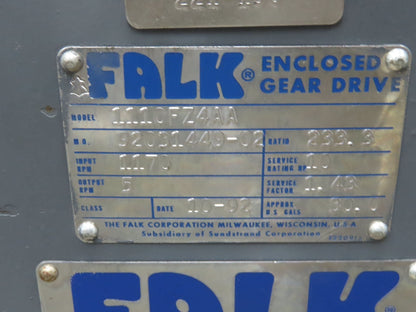 FALK® ENCLOSED GEAR DRIVE
MODEL 1110FZ4AA
M.O. RATIO
INPUT RPM 1170 SERVICE RATING HP 10
OUTPUT RPM 5 SERVICE FACTOR
CLASS DATE 10-92 APPROX U.S GALS
THE FALK CORPORATION MILWAUKEE, WISCONSIN, U.S.A
Subsidiary of Sundstrand Corporation
FALK